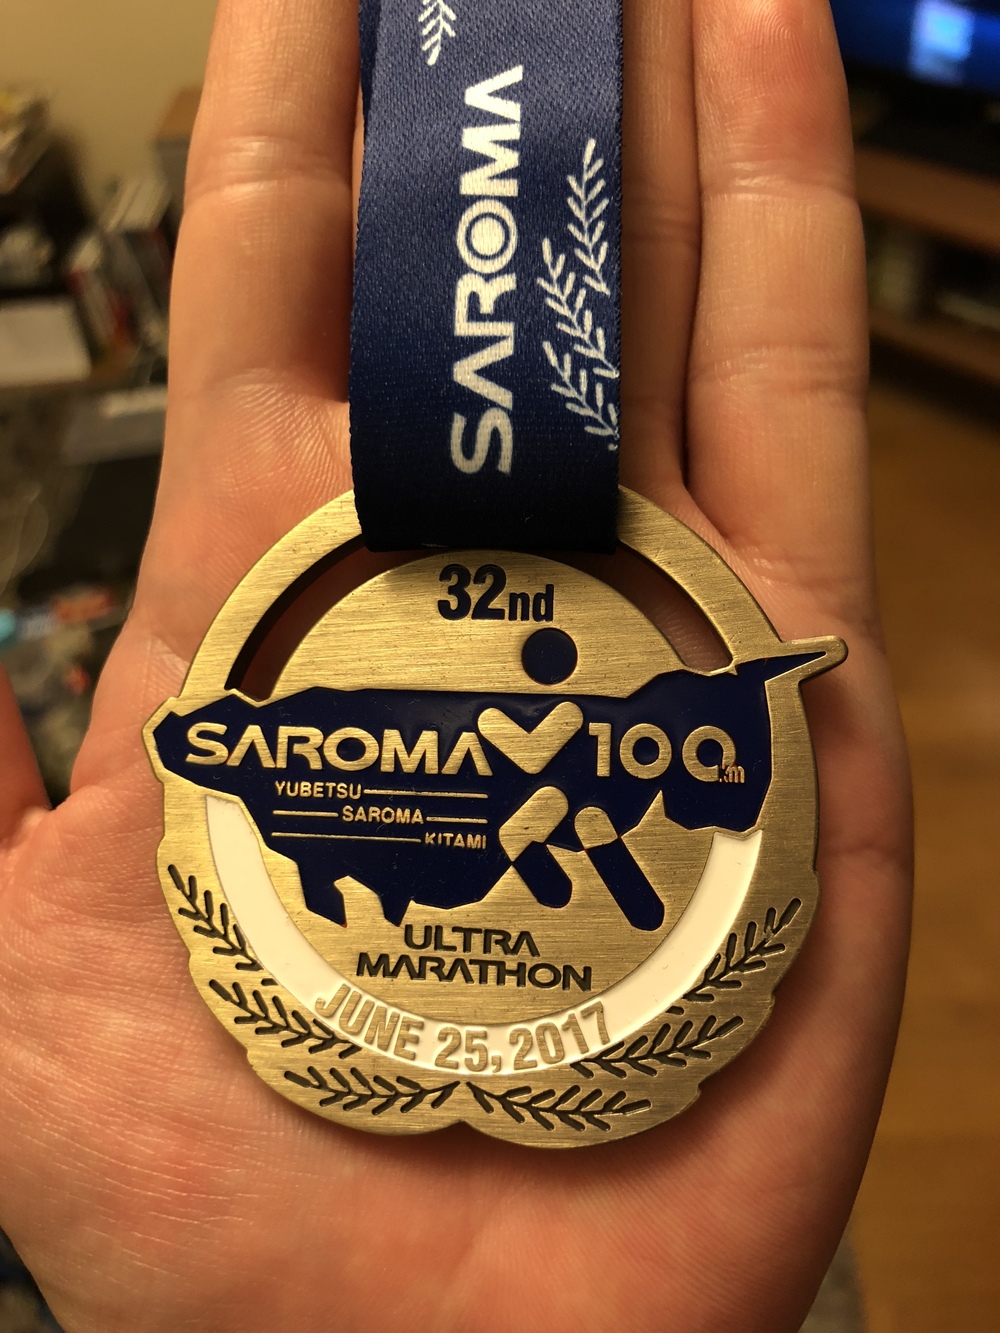 SAROMA
32nd
SAROMA 100km
YUBETSU
SAROMA
KITAMI
ULTRA
MARATHON
JUNE 25, 2017